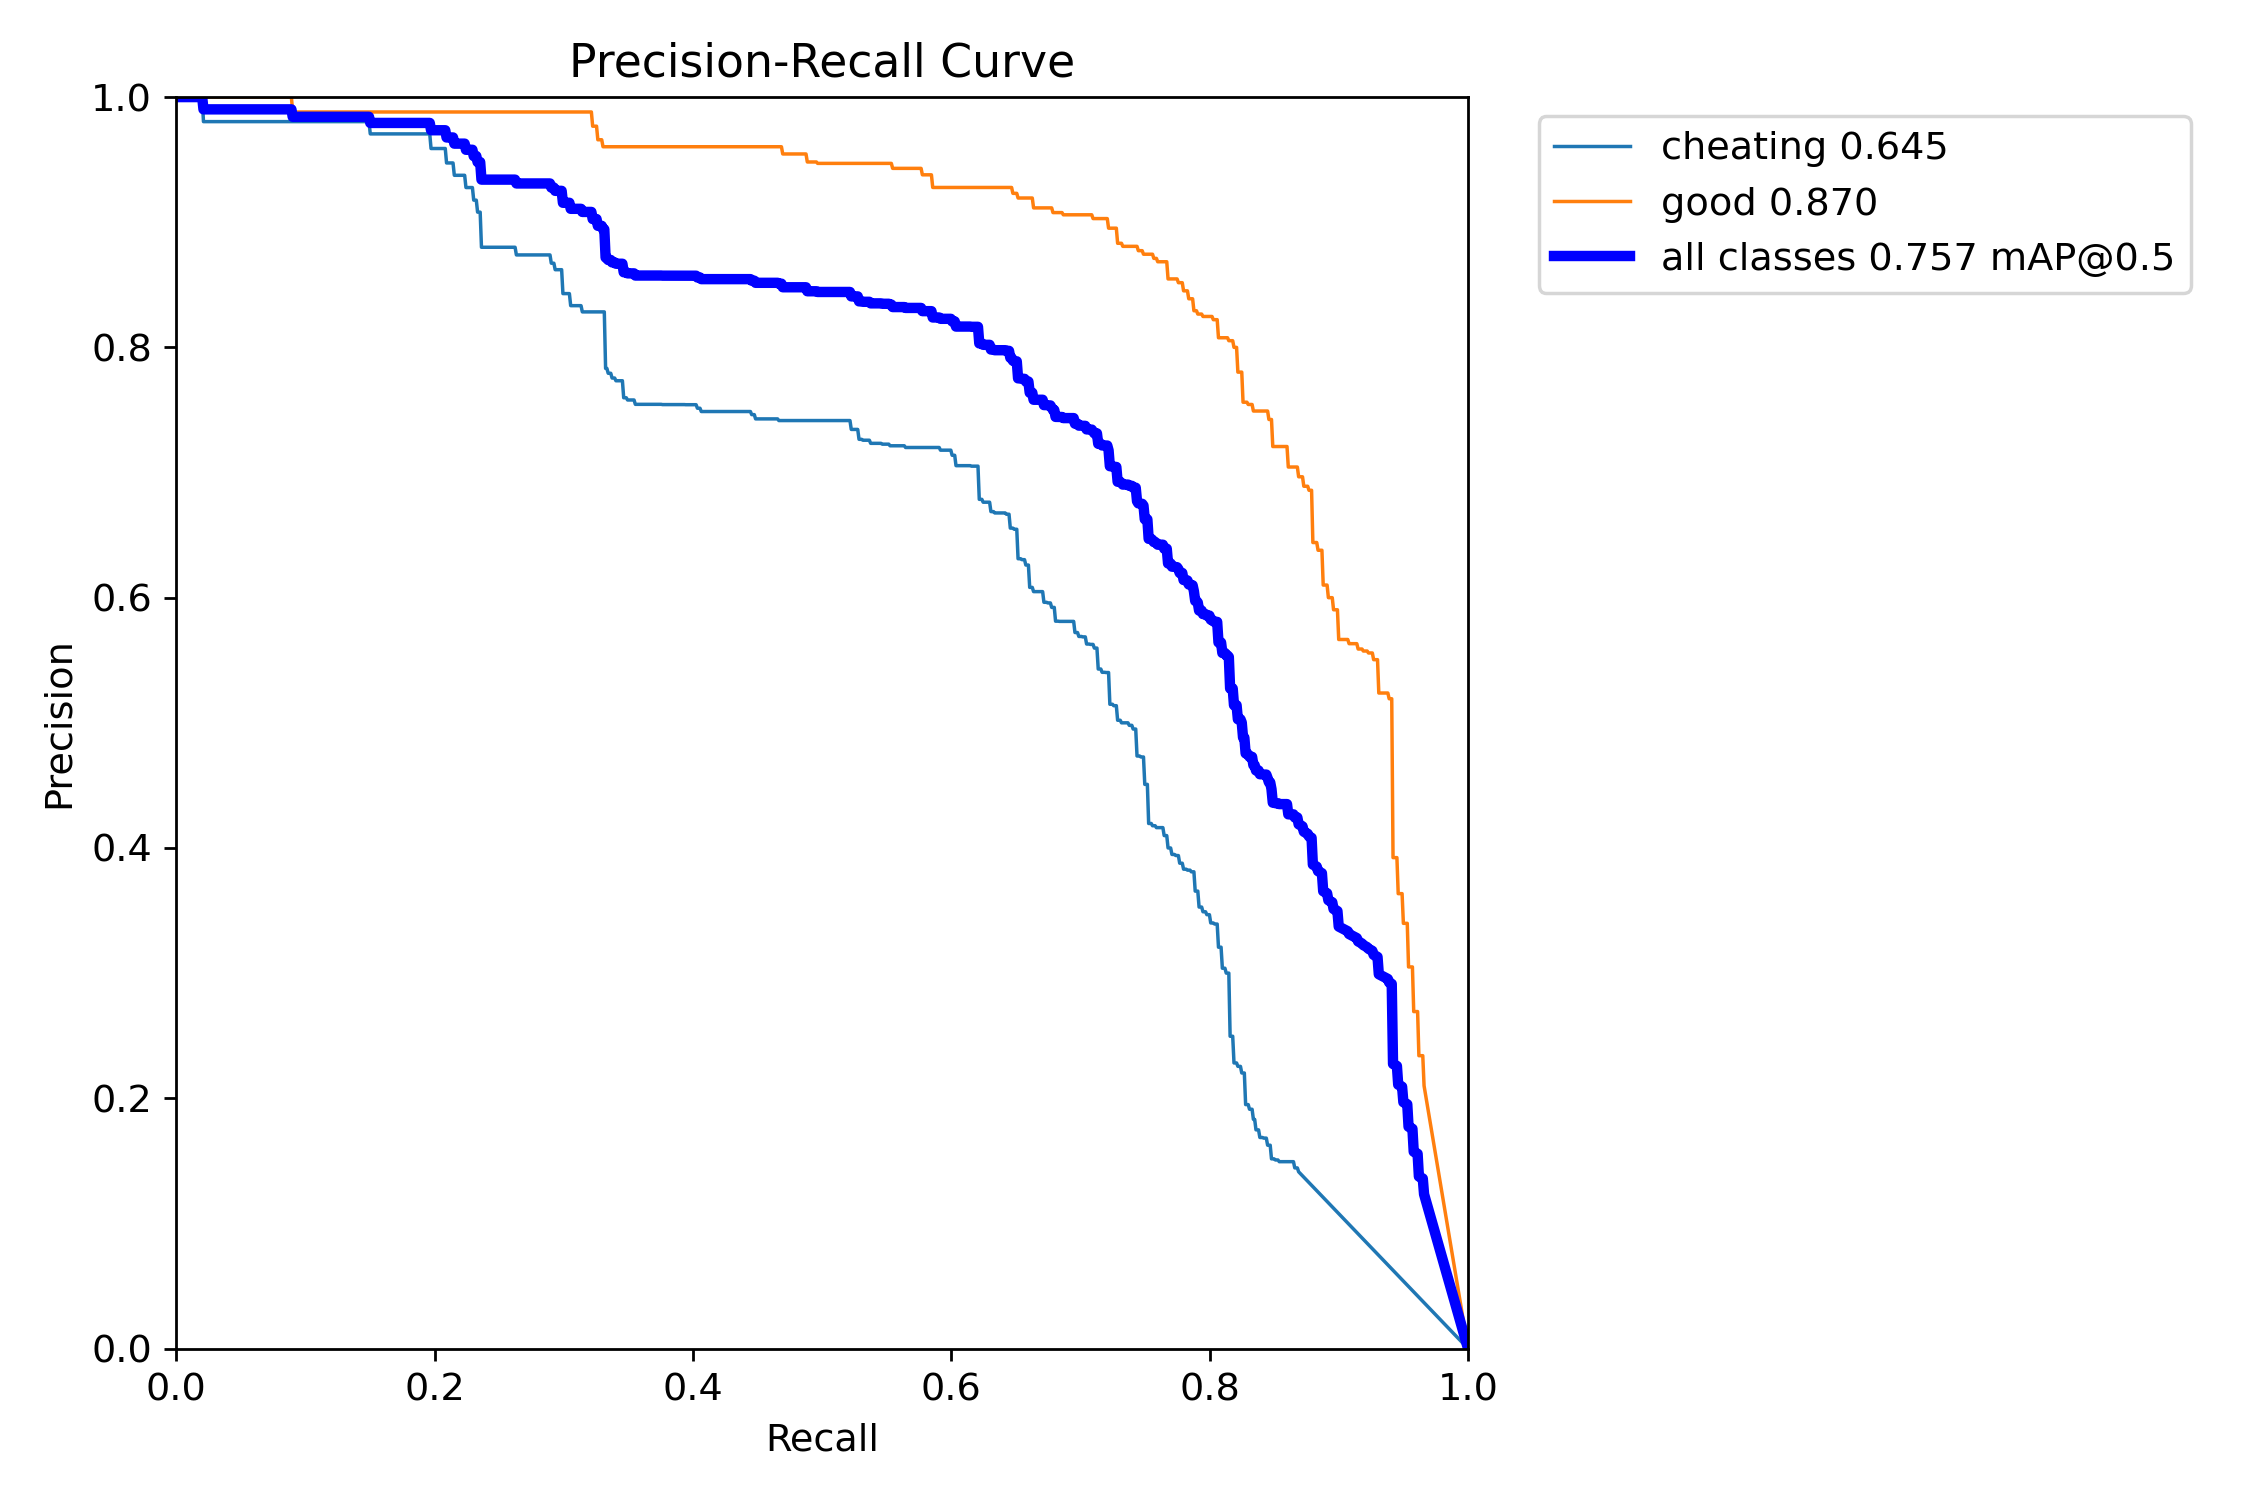 Precision-Recall Curve
cheating 0.645
good 0.870
all classes 0.757 mAP@0.5
Precision
1.0
0.8
0.6
0.4
0.2
0.0
0.0 0.2 0.4 0.6 0.8 1.0
Recall